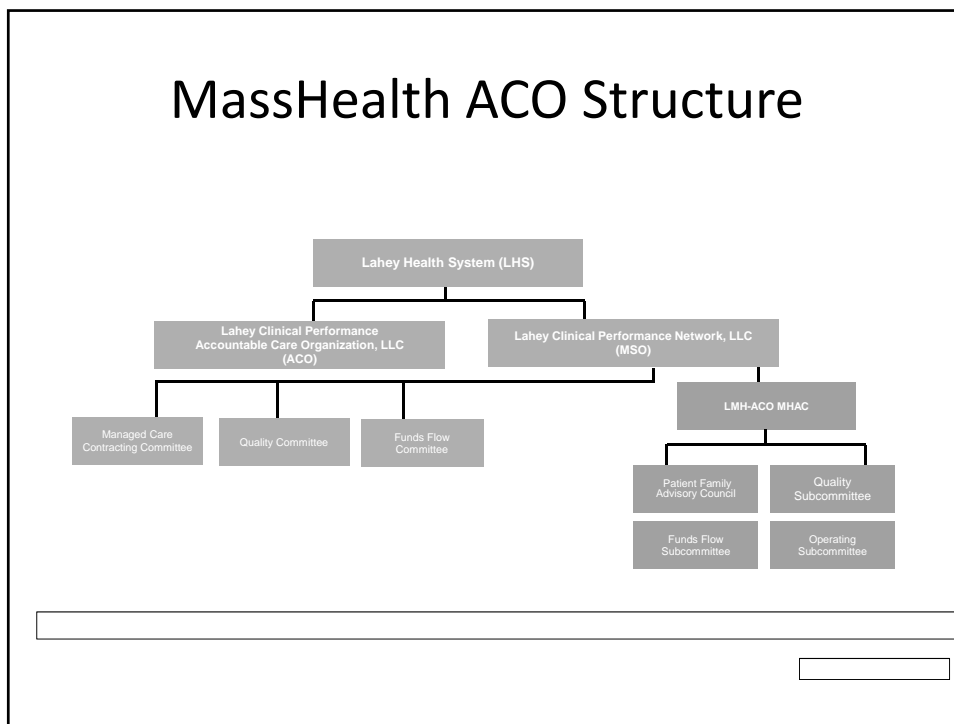 MassHealth ACO Structure
Lahey Health System (LHS)
Lahey Clinical Performance
Accountable Care Organization, LLC
(ACO)
Lahey Clinical Performance Network, LLC
(MSO)
LMH-ACO MHAC
Managed Care
Contracting Committee
Quality Committee
Funds Flow
Committee
Patient Family
Advisory Council
Quality
Subcommittee
Funds Flow
Subcommittee
Operating
Subcommittee